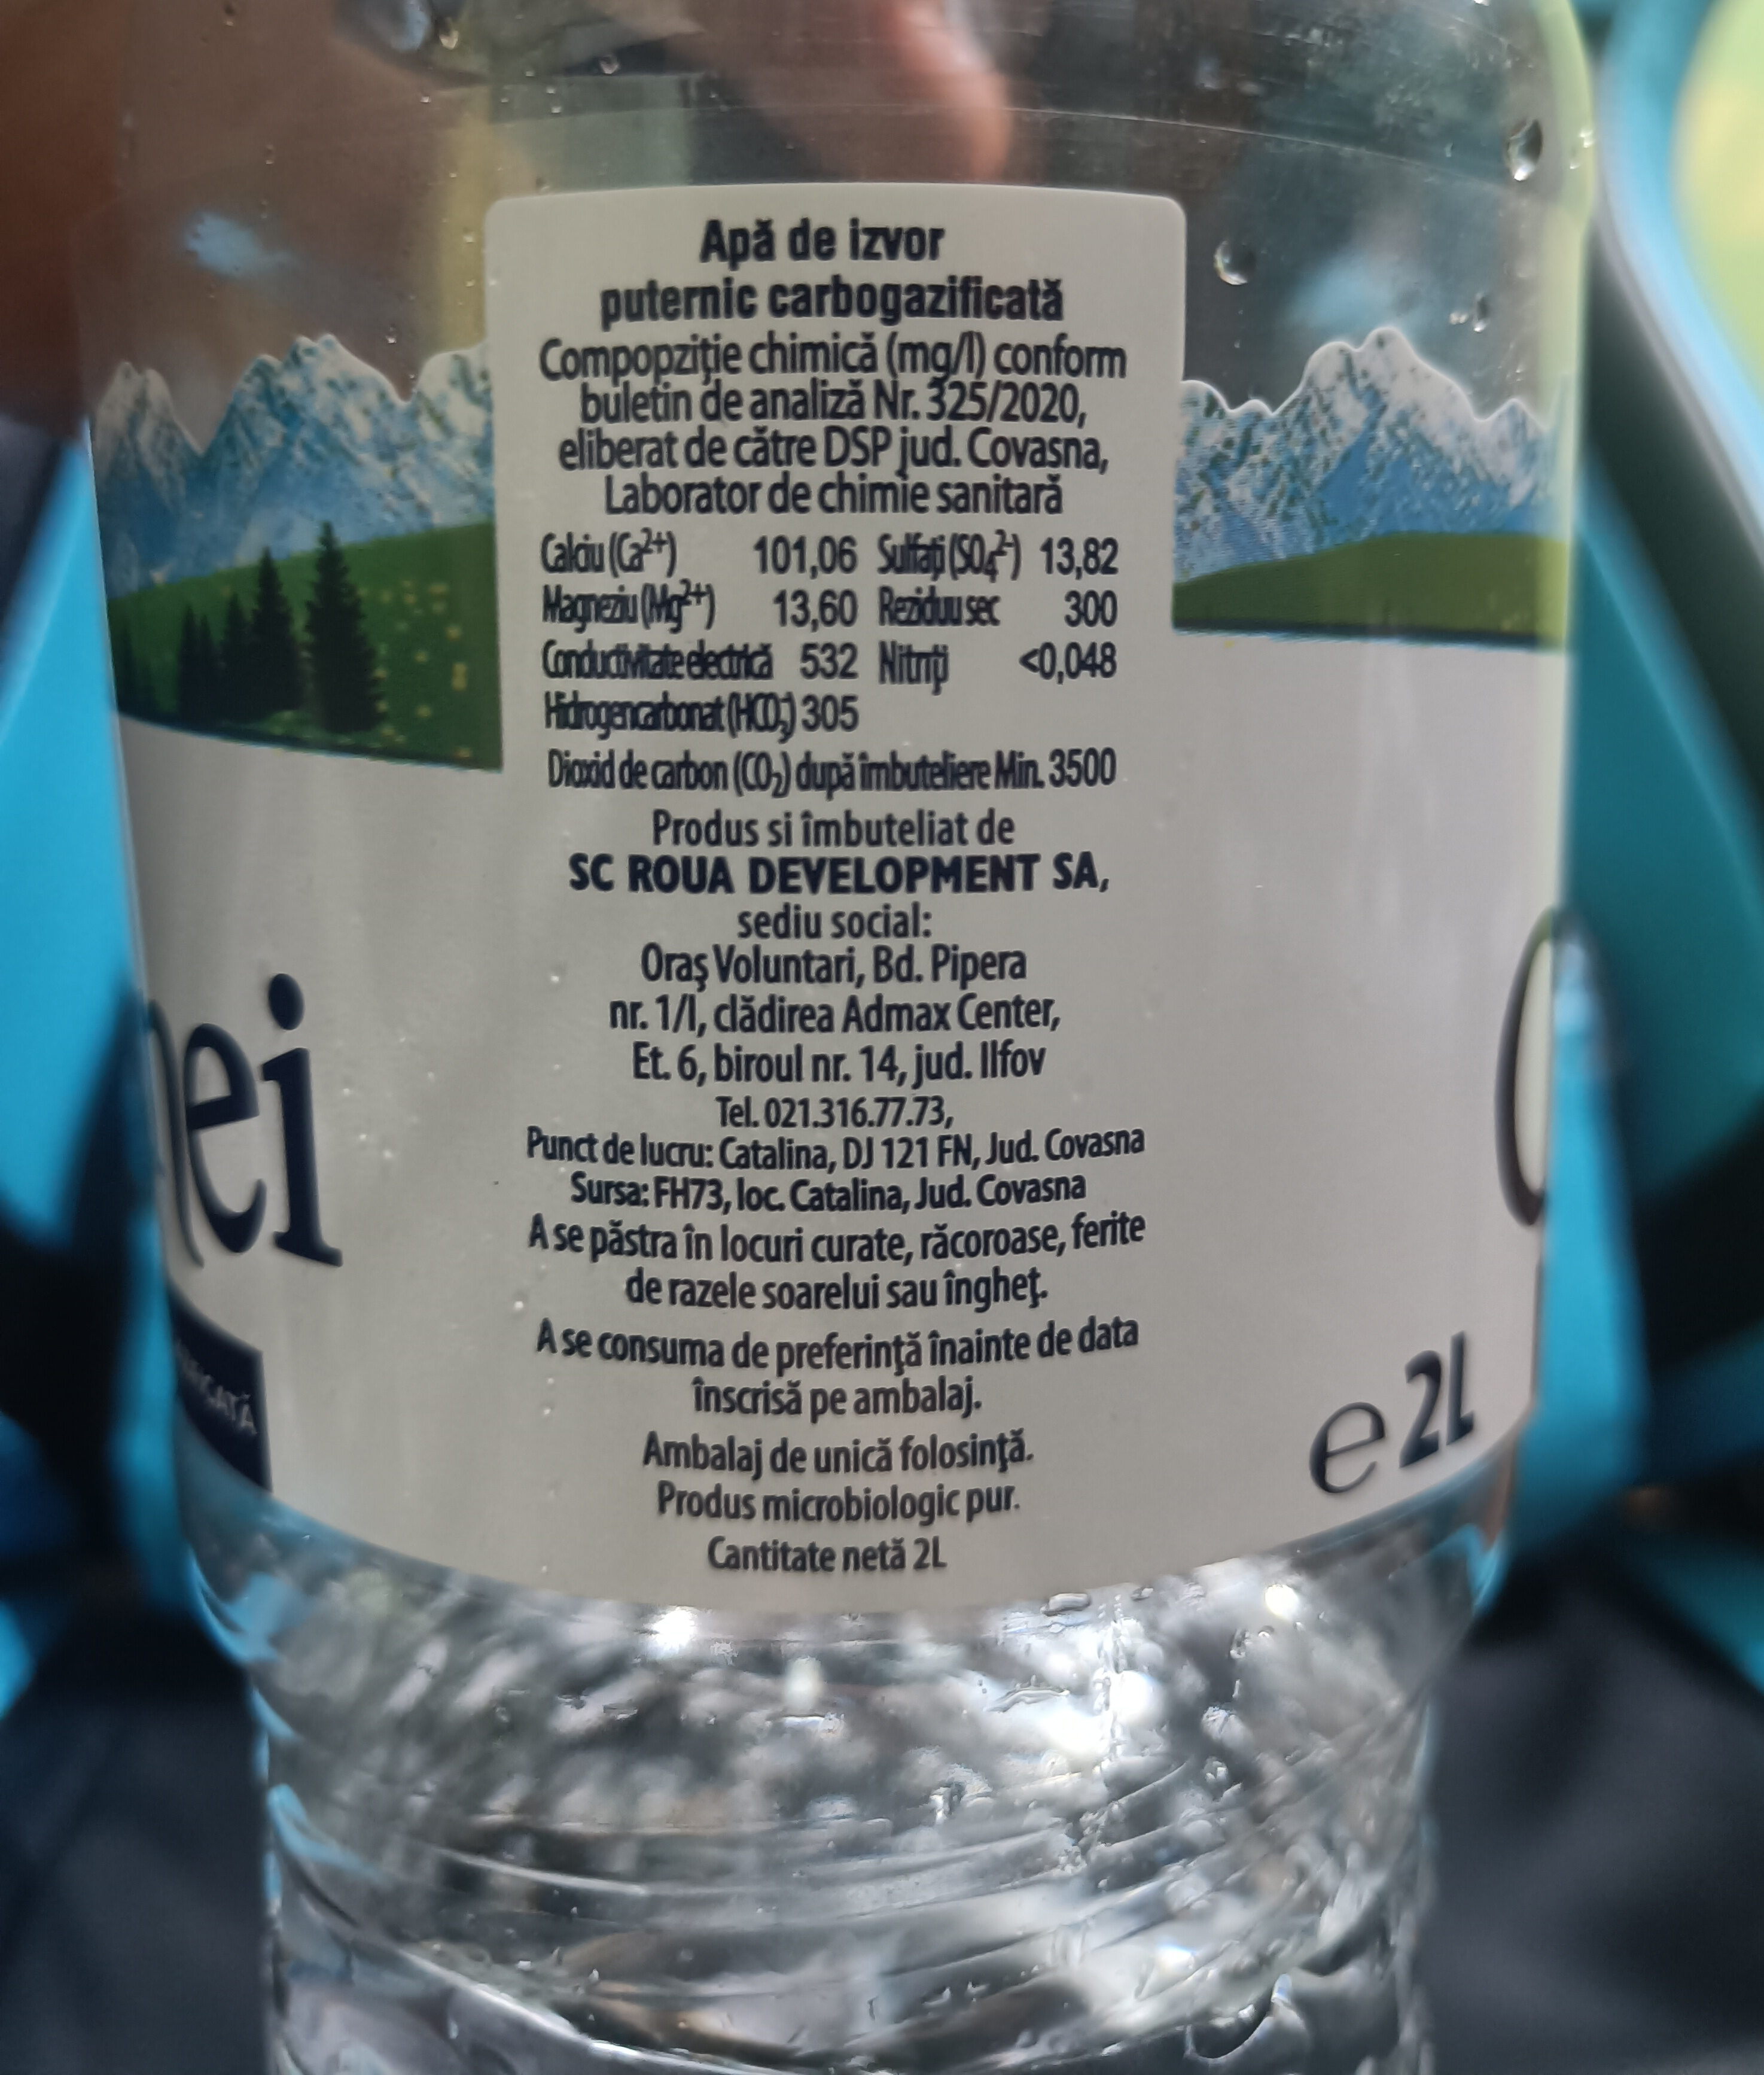 Apă de izvor
puternic carbogazificată
Compopziţie chimică (mg/l) conform
buletin de analiză Nr. 325/2020,
eliberat de către DSP jud. Covasna,
Laborator de chimie sanitară
Calciu (Ca²⁺) 101,06 Sulfaţi (SO₄²⁻) 13,82
Magneziu (Mg²⁺) 13,60 Reziduu sec 300
Conductivitate electrică 532 Nitriţi <0,048
Hidrogencarbonat (HCO₃⁻) 305
Dioxid de carbon (CO₂) după îmbuteliere Min. 3500
Produs si îmbuteliat de
SC ROUA DEVELOPMENT SA,
sediu social:
Oraş Voluntari, Bd. Pipera
nr. 1/I, clădirea Admax Center,
Et. 6, biroul nr. 14, jud. Ilfov
Tel. 021.316.77.73,
Punct de lucru: Catalina, DJ 121 FN, Jud. Covasna
Sursa: FH73, loc. Catalina, Jud. Covasna
A se păstra în locuri curate, răcoroase, ferite
de razele soarelui sau îngheţ.
A se consuma de preferinţă înainte de data
înscrisă pe ambalaj.
Ambalaj de unică folosinţă.
Produs microbiologic pur.
Cantitate netă 2L
nei
e 2L